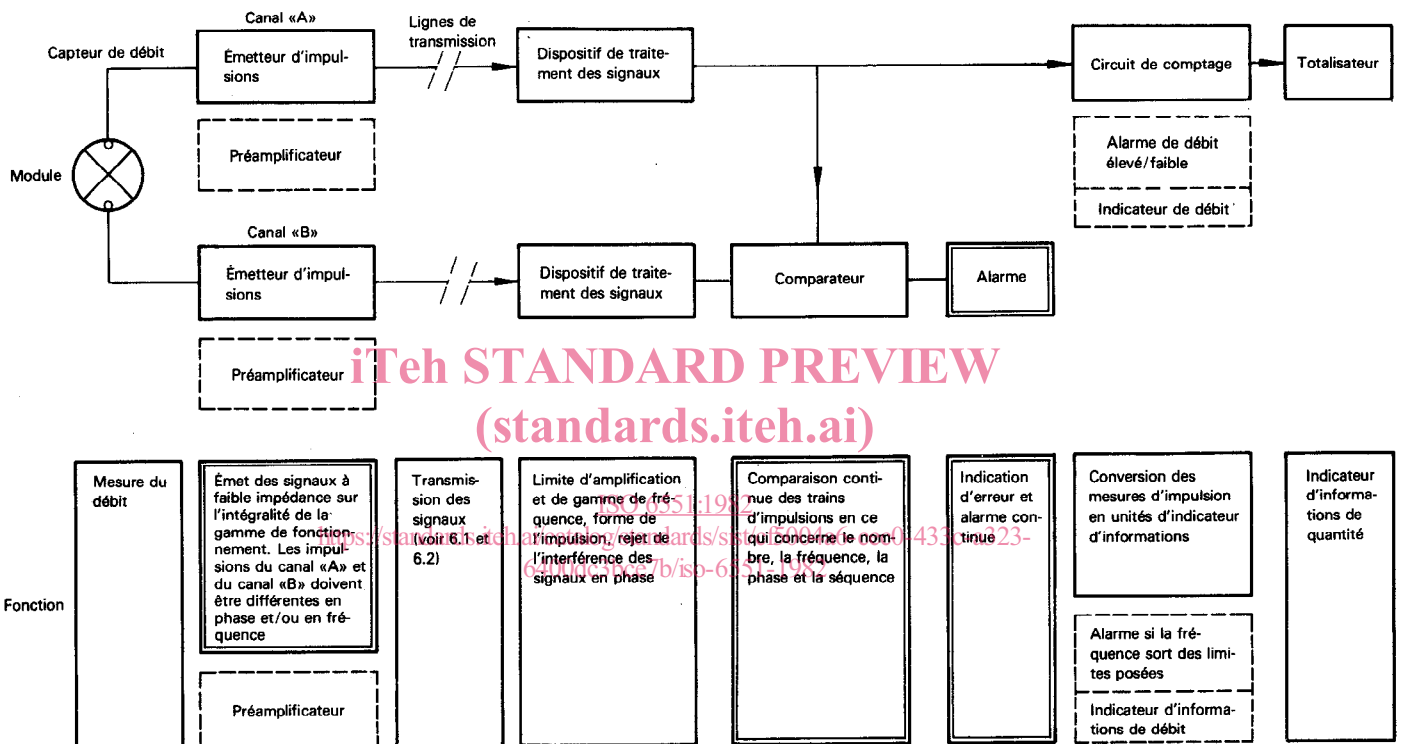 Canal «A»
Lignes de
transmission
Capteur de débit
Émetteur d'impul-
sions
Dispositif de traite-
ment des signaux
Circuit de comptage
Totalisateur
Préamplificateur
Alarme de débit
élevé/faible
Indicateur de débit
Module
Canal «B»
Émetteur d'impul-
sions
Dispositif de traite-
ment des signaux
Comparateur
Alarme
Préamplificateur
iTeh STANDARD PREVIEW
(standards.iteh.ai)
Fonction
Mesure du
débit
Émet des signaux à
faible impédance sur
l'intégralité de la
gamme de fonction-
nement. Les impul-
sions du canal «A» et
du canal «B» doivent
être différentes en
phase et/ou en fré-
quence
Préamplificateur
Transmis-
sion des
signaux
(voir 6.1 et
6.2)
Limite d'amplification
et de gamme de fré-
quence, forme de
l'impulsion, rejet de
l'interférence des
signaux en phase
Comparaison conti-
nue des trains
d'impulsions en ce
qui concerne le nom-
bre, la fréquence, la
phase et la séquence
Indication
d'erreur et
alarme con-
tinue
Conversion des
mesures d'impulsion
en unités d'indicateur
d'informations
Alarme si la fré-
quence sort des limi-
tes posées
Indicateur d'informa-
tions de débit
Indicateur
d'informa-
tions de
quantité
ISO 6551:1982
6400dc3bce7b/iso-6551-1982